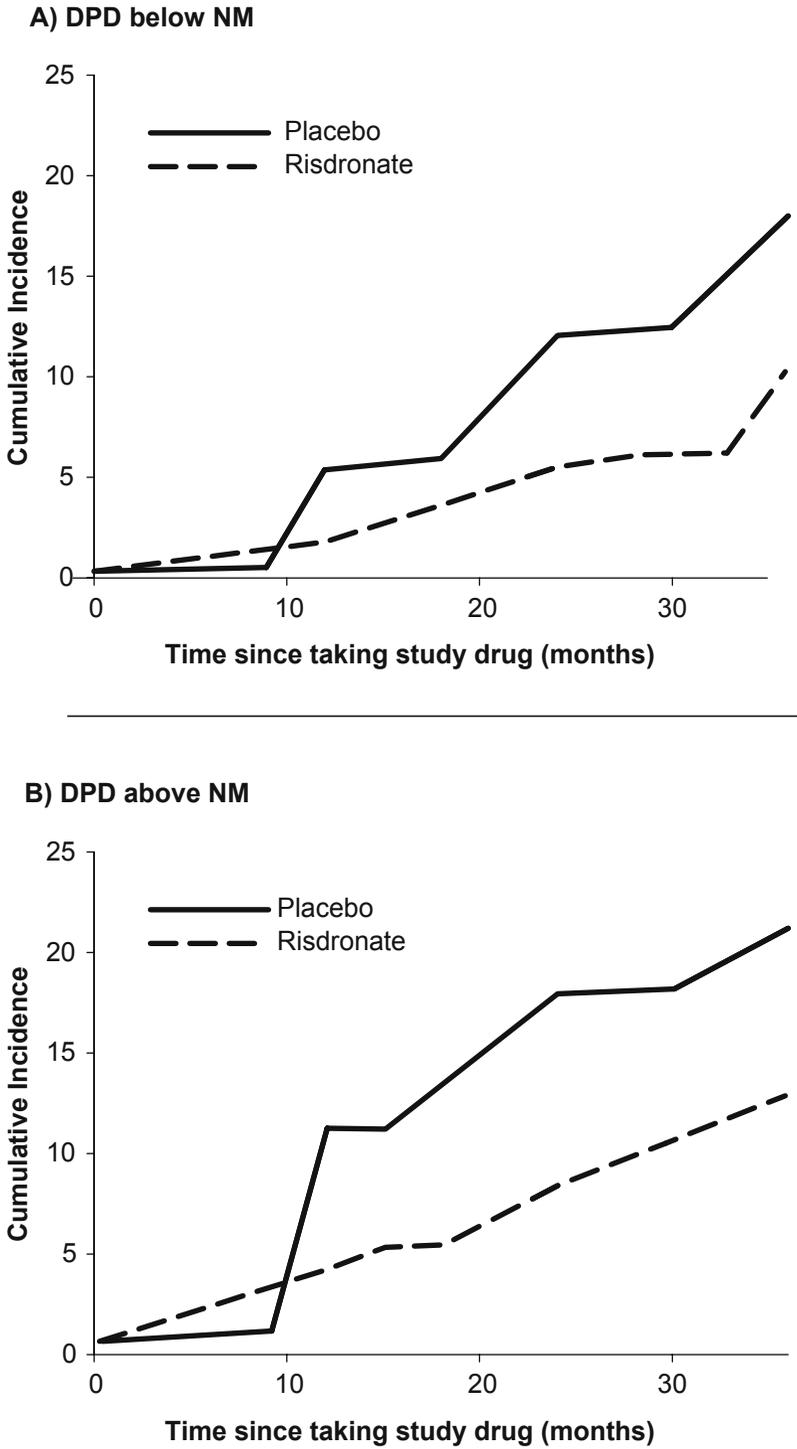 A) DPD below NM
25
Placebo
Risdronate
20
15
10
5
0
Cumulative Incidence
0 10 20 30
Time since taking study drug (months)
B) DPD above NM
25
Placebo
20
Risdronate
15
10
5
0
Cumulative Incidence
0 10 20 30
Time since taking study drug (months)